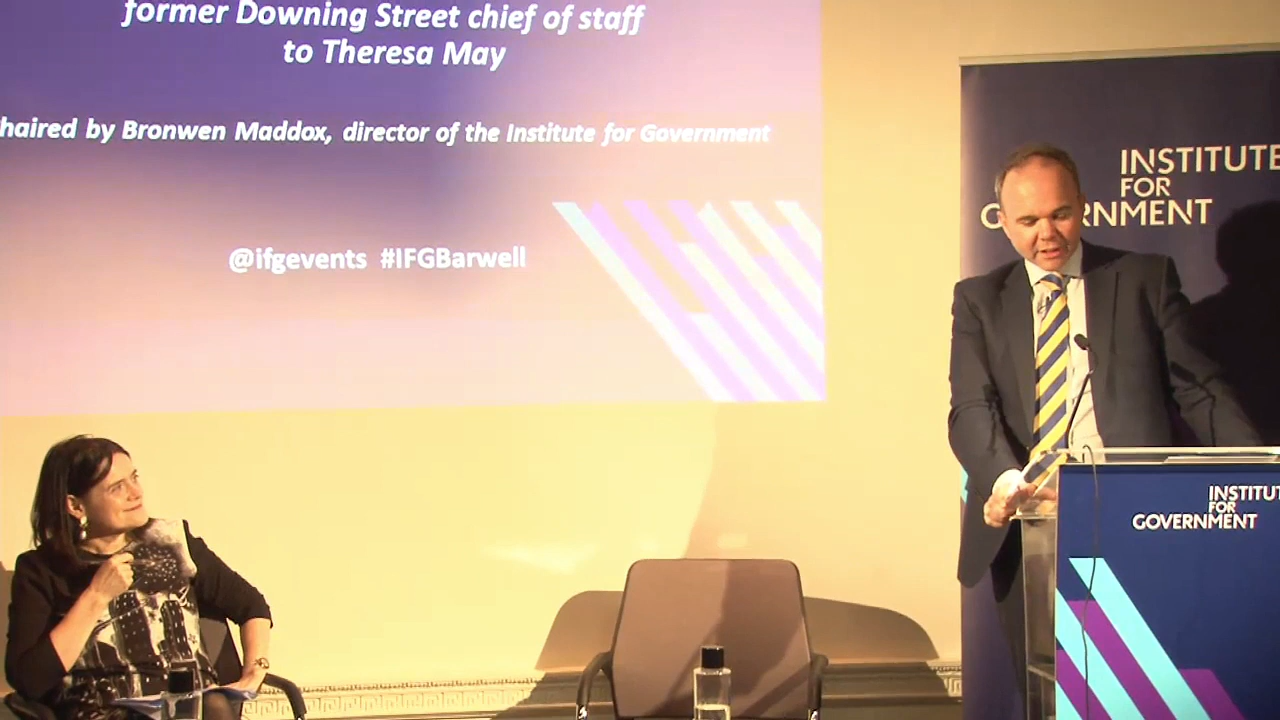 former Downing Street chief of staff
to Theresa May
haired by Bronwen Maddox, director of the Institute for Government
@ifgevents #IFGBarwell
INSTITUTE
FOR
G RNMENT
INSTITUT
FOR
GOVERNMENT